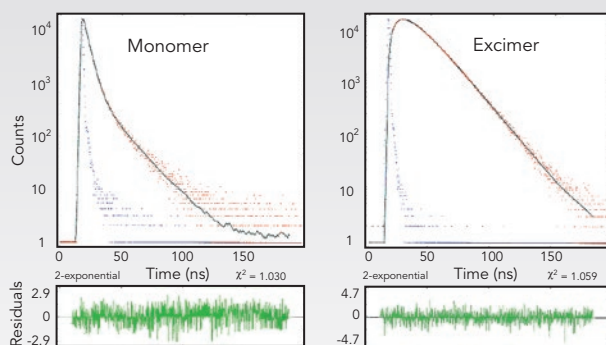 10⁴
Monomer
10³
10²
10
1
Counts
0
50
100
150
2-exponential
Time (ns)
χ² = 1.030
2.9
0
-2.9
Residuals
10⁴
Excimer
10³
10²
10
1
0
50
100
150
2-exponential
Time (ns)
χ² = 1.059
4.7
0
-4.7